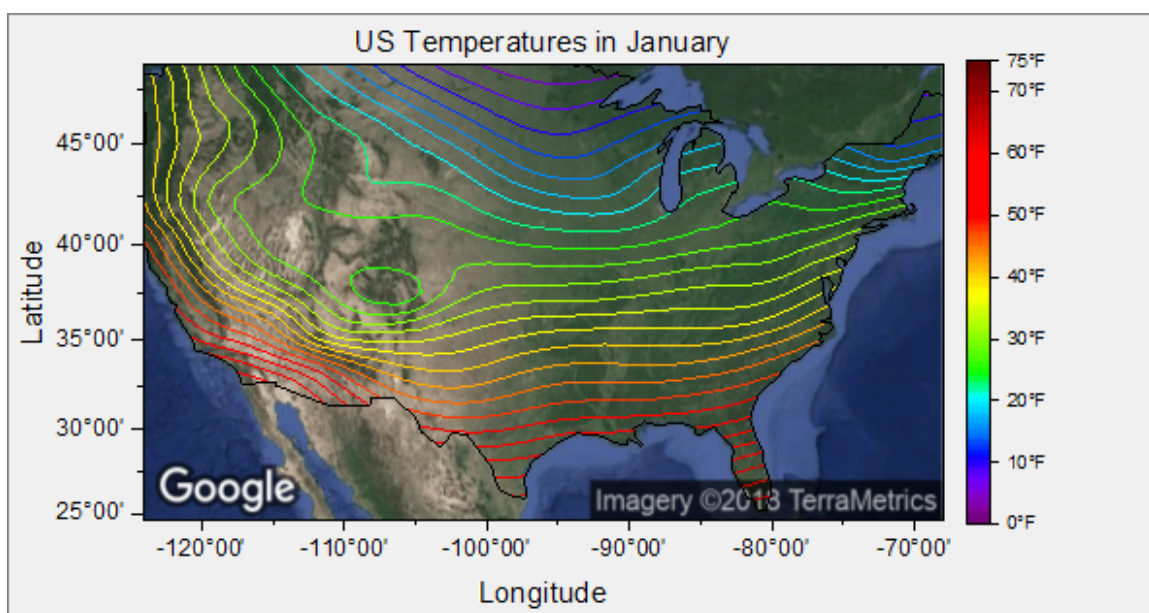 US Temperatures in January
75°F
70°F
60°F
50°F
40°F
30°F
20°F
10°F
0°F
45°00'
40°00'
35°00'
30°00'
25°00'
Latitude
Google
Imagery ©2018 TerraMetrics
-120°00'
-110°00'
-100°00'
-90°00'
-80°00'
-70°00'
Longitude